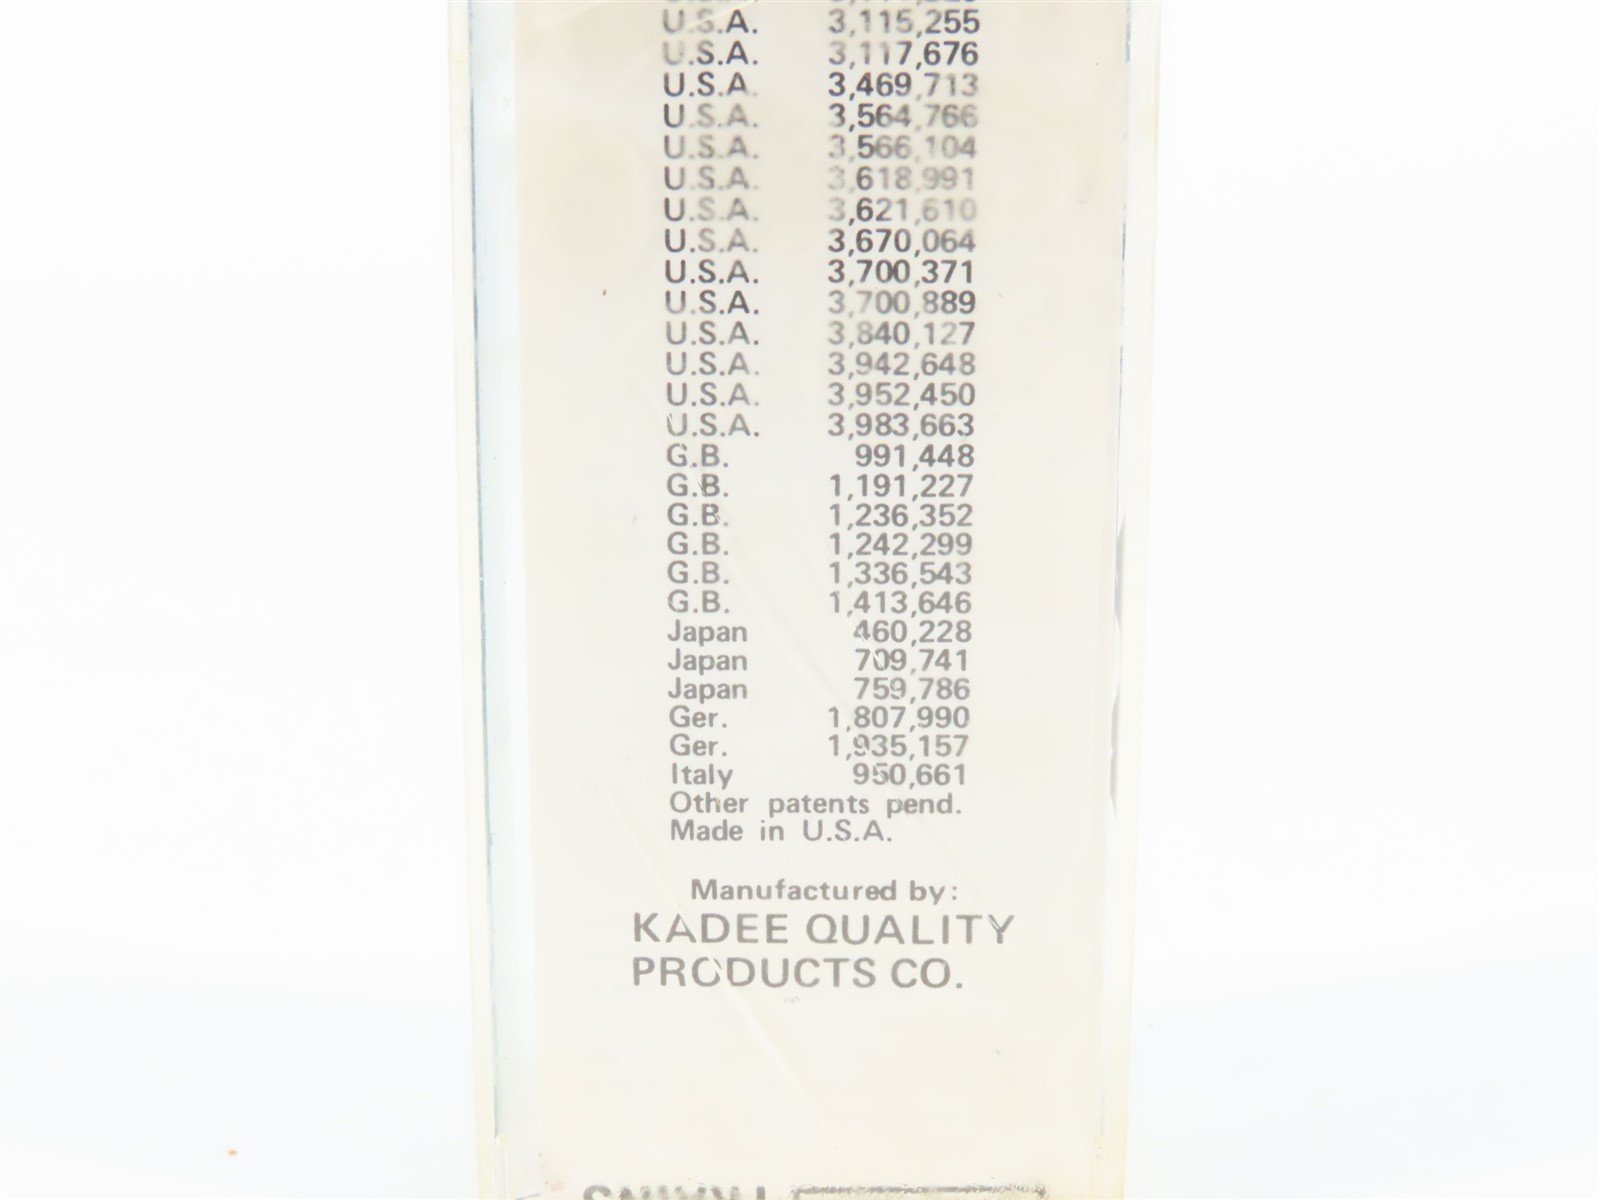 U.S.A. 3,115,255
U.S.A. 3,117,676
U.S.A. 3,469,713
U.S.A. 3,564,766
U.S.A. 3,566,104
U.S.A. 3,618,991
U.S.A. 3,621,610
U.S.A. 3,670,064
U.S.A. 3,700,371
U.S.A. 3,700,889
U.S.A. 3,840,127
U.S.A. 3,942,648
U.S.A. 3,952,450
U.S.A. 3,983,663
G.B. 991,448
G.B. 1,191,227
G.B. 1,236,352
G.B. 1,242,299
G.B. 1,336,543
G.B. 1,413,646
Japan 460,228
Japan 709,741
Japan 759,786
Ger. 1,807,990
Ger. 1,935,157
Italy 950,661
Other patents pend.
Made in U.S.A.
Manufactured by:
KADEE QUALITY
PRODUCTS CO.